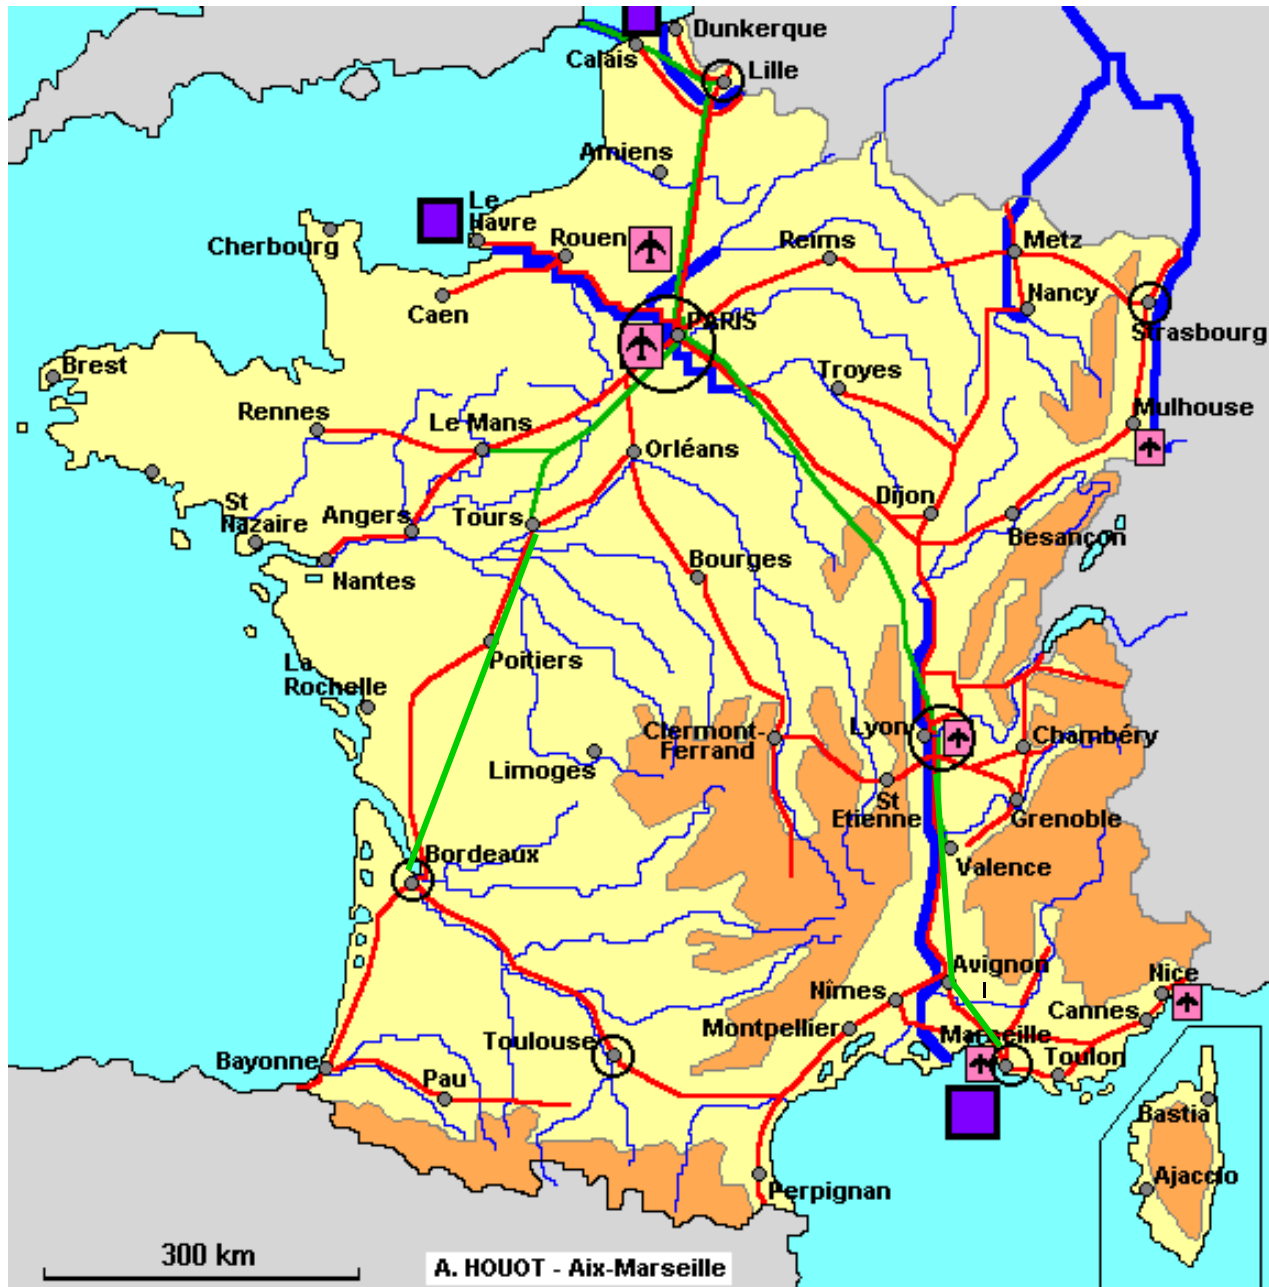 Dunkerque
Calais
Lille
Amiens
Le
Havre
Cherbourg
Rouen
Reims
Metz
Caen
Nancy
PARIS
Strasbourg
Brest
Troyes
Rennes
Le Mans
Mulhouse
Orléans
St
Nazaire
Angers
Tours
Dijon
Besançon
Nantes
Bourges
La
Rochelle
Poitiers
Clermont-
Ferrand
Lyon
Chambéry
Limoges
St
Etienne
Grenoble
Bordeaux
Valence
Avignon
Nice
Nîmes
Cannes
Montpellier
Marseille
Toulouse
Toulon
Bayonne
Pau
Bastia
Ajaccio
Perpignan
300 km
A. HOUOT - Aix-Marseille